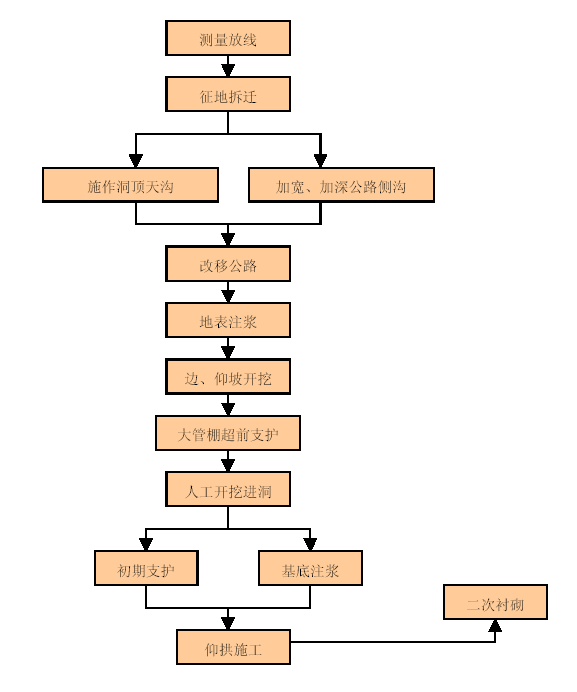 测量放线
征地拆迁
施作洞顶天沟
加宽、加深公路侧沟
改移公路
地表注浆
边、仰坡开挖
大管棚超前支护
人工开挖进洞
初期支护
基底注浆
二次衬砌
仰拱施工